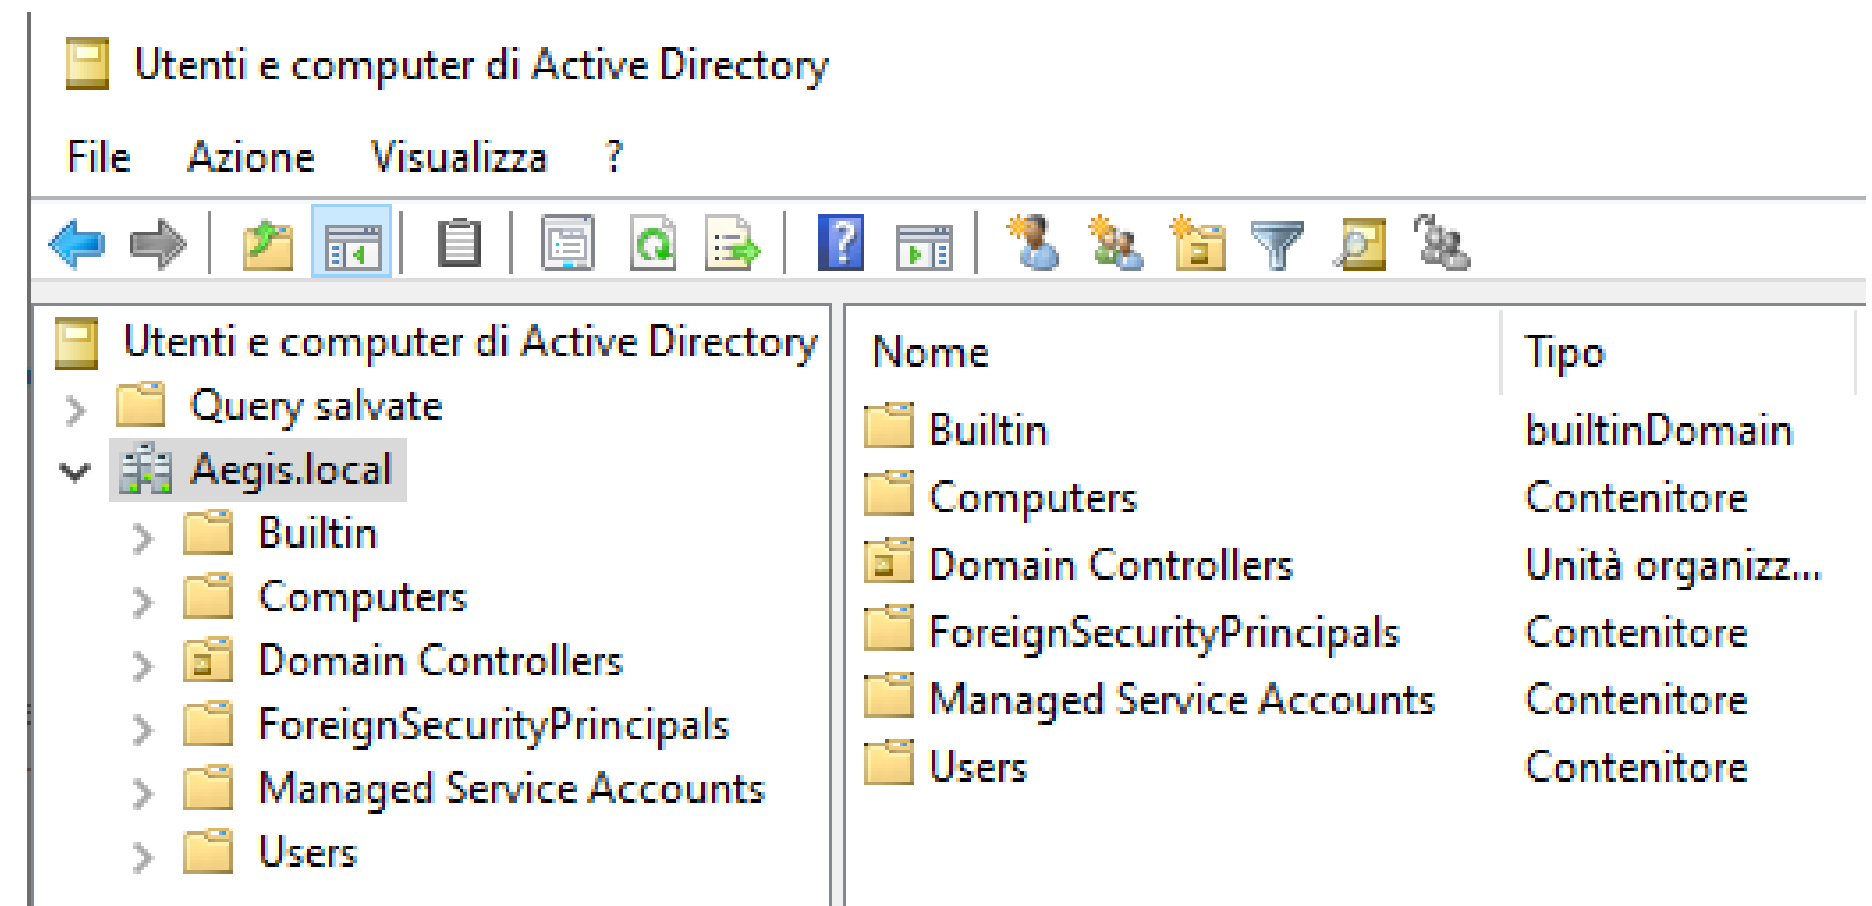 Utenti e computer di Active Directory
File Azione Visualizza ?
Utenti e computer di Active Directory
Query salvate
Aegis.local
Builtin
Computers
Domain Controllers
ForeignSecurityPrincipals
Managed Service Accounts
Users
Nome Tipo
Builtin builtinDomain
Computers Contenitore
Domain Controllers Unità organizz...
ForeignSecurityPrincipals Contenitore
Managed Service Accounts Contenitore
Users Contenitore